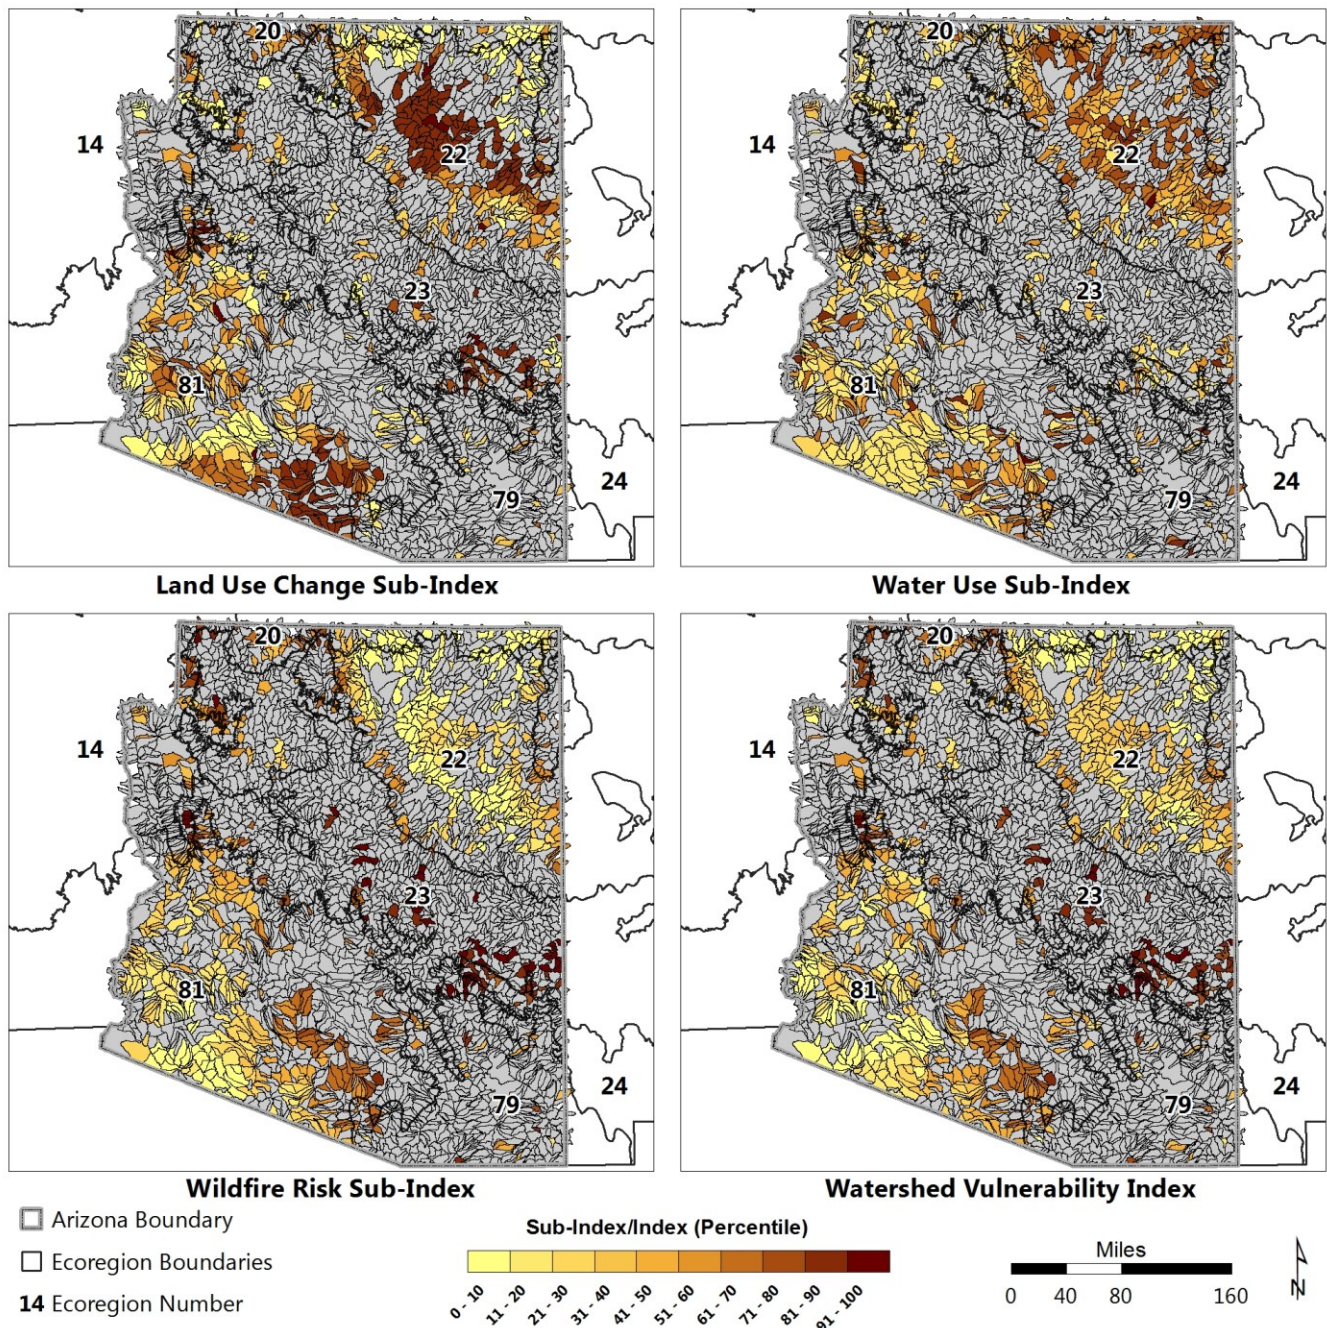 20
14
22
23
81
79
24
Land Use Change Sub-Index
20
14
22
23
81
79
24
Water Use Sub-Index
20
14
22
23
81
79
24
Wildfire Risk Sub-Index
20
14
22
23
81
79
24
Watershed Vulnerability Index
Arizona Boundary
Ecoregion Boundaries
14 Ecoregion Number
Sub-Index/Index (Percentile)
0 - 10
11 - 20
21 - 30
31 - 40
41 - 50
51 - 60
61 - 70
71 - 80
81 - 90
91 - 100
Miles
0 40 80 160
N